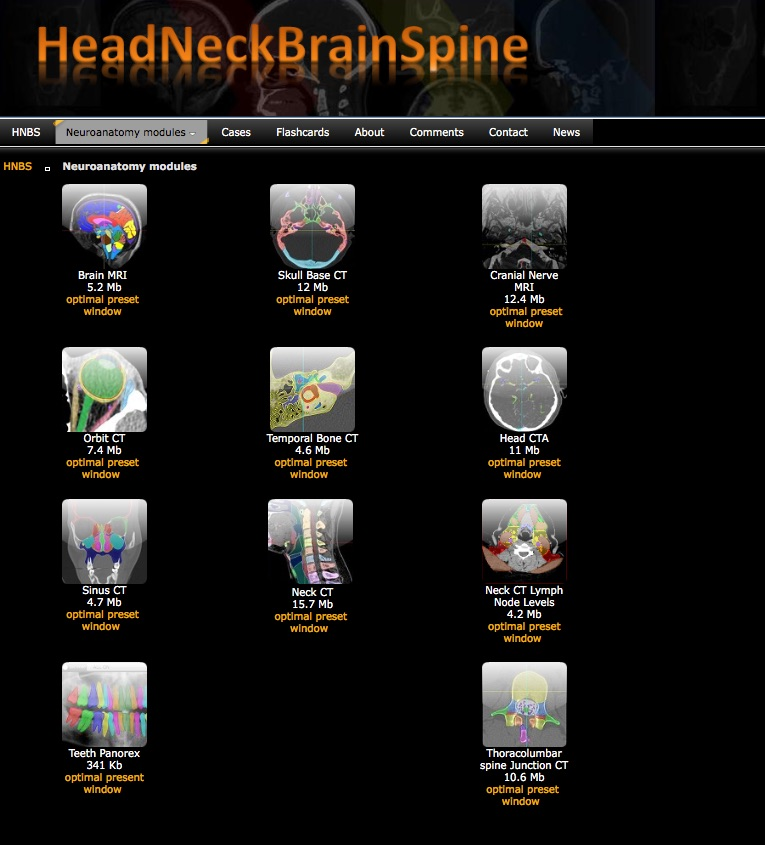 HeadNeckBrainSpine
HNBS
Neuroanatomy modules
Cases
Flashcards
About
Comments
Contact
News
HNBS
Neuroanatomy modules
Brain MRI
5.2 Mb
optimal preset
window
Skull Base CT
12 Mb
optimal preset
window
Cranial Nerve
MRI
12.4 Mb
optimal preset
window
Orbit CT
7.4 Mb
optimal preset
window
Temporal Bone CT
4.6 Mb
optimal preset
window
Head CTA
11 Mb
optimal preset
window
Sinus CT
4.7 Mb
optimal preset
window
Neck CT
15.7 Mb
optimal preset
window
Neck CT Lymph
Node Levels
4.2 Mb
optimal preset
window
Teeth Panorex
341 Kb
optimal present
window
Thoracolumbar
spine Junction CT
10.6 Mb
optimal preset
window